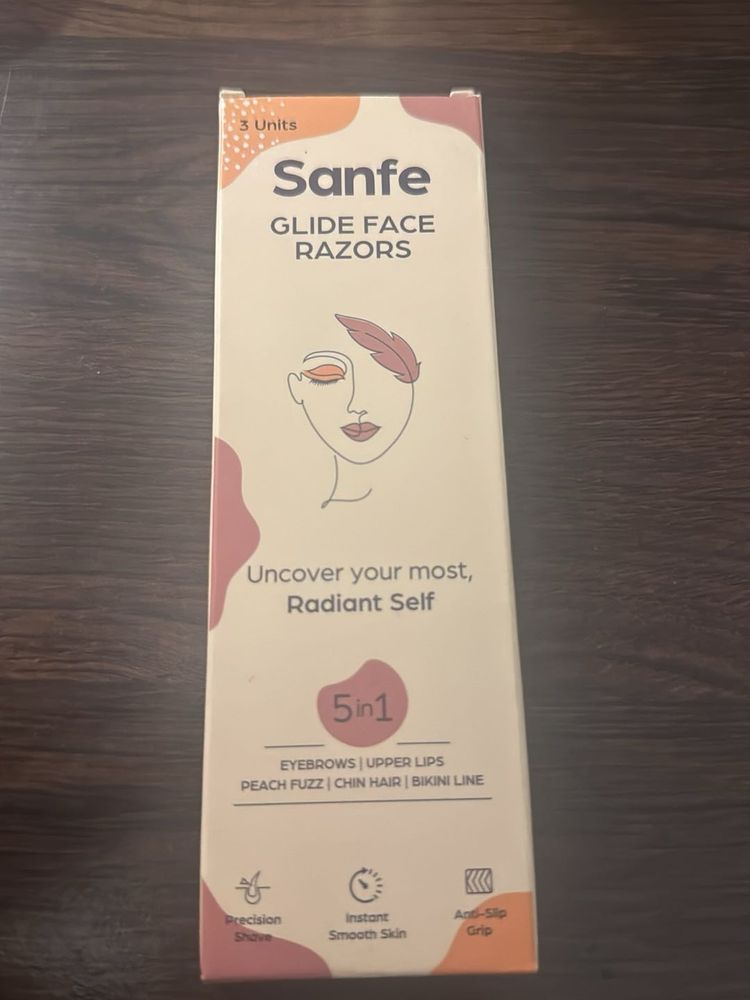 3 Units
Sanfe
GLIDE FACE
RAZORS
Uncover your most,
Radiant Self
5in1
EYEBROWS | UPPER LIPS
PEACH FUZZ | CHIN HAIR | BIKINI LINE
Precision
Shave
Instant
Smooth Skin
Anti-Slip
Grip